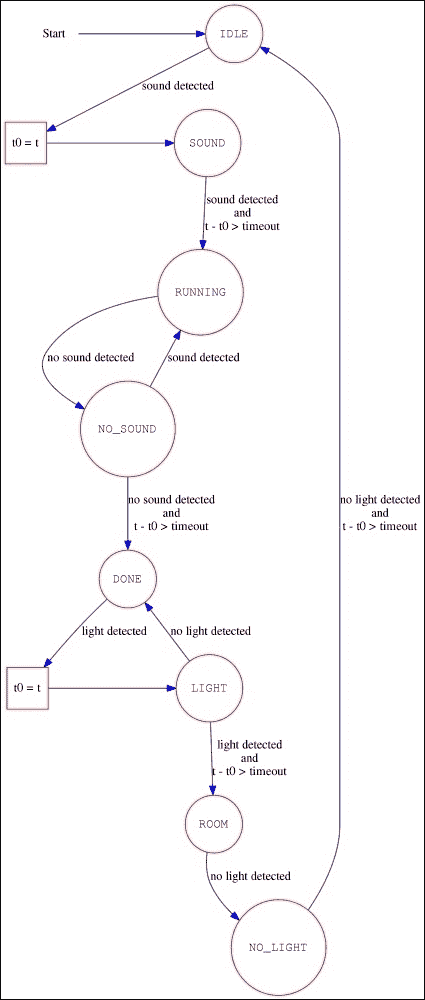 Start
IDLE
sound detected
t0 = t
SOUND
sound detected
and
t - t0 > timeout
RUNNING
no sound detected
sound detected
NO_SOUND
no sound detected
and
t - t0 > timeout
no light detected
and
t - t0 > timeout
DONE
light detected
no light detected
t0 = t
LIGHT
light detected
and
t - t0 > timeout
ROOM
no light detected
NO_LIGHT